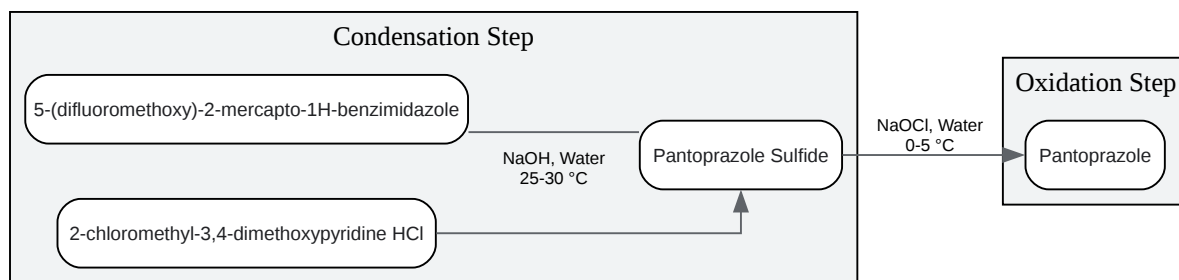 Condensation Step
5-(difluoromethoxy)-2-mercapto-1H-benzimidazole
NaOH, Water
25-30 °C
Pantoprazole Sulfide
2-chloromethyl-3,4-dimethoxypyridine HCl
NaOCl, Water
0-5 °C
Oxidation Step
Pantoprazole